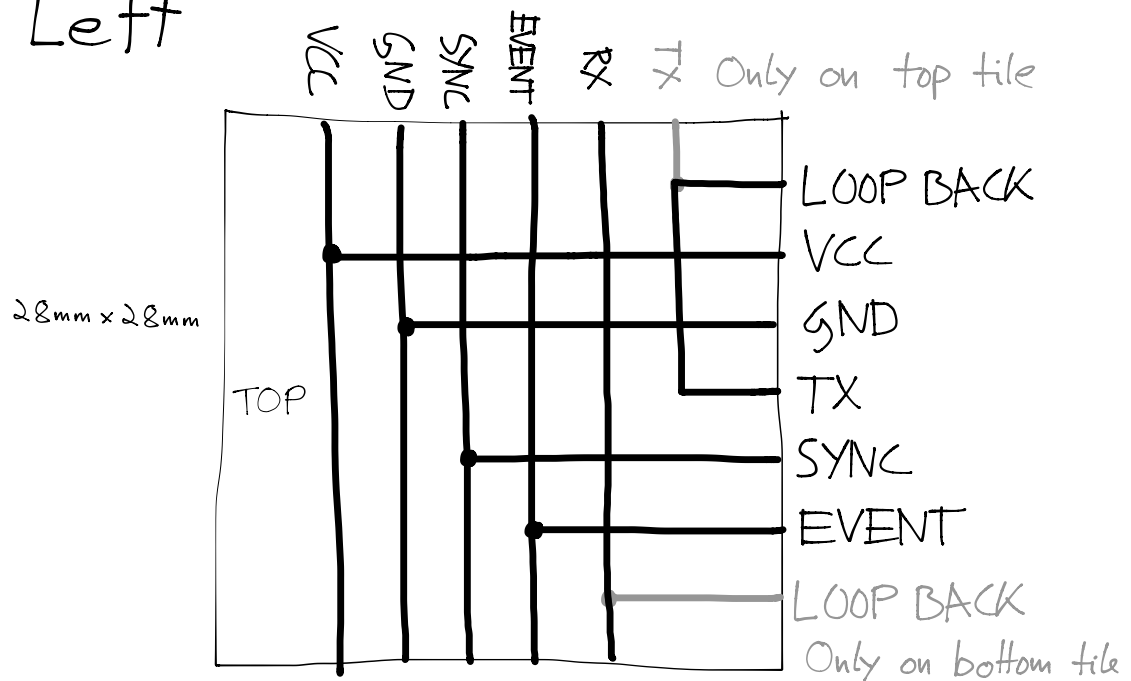 Left
VCC
GND
SYNC
EVENT
RX
TX Only on top tile
LOOP BACK
VCC
28mm x 28mm
GND
TOP
TX
SYNC
EVENT
LOOP BACK
Only on bottom tile